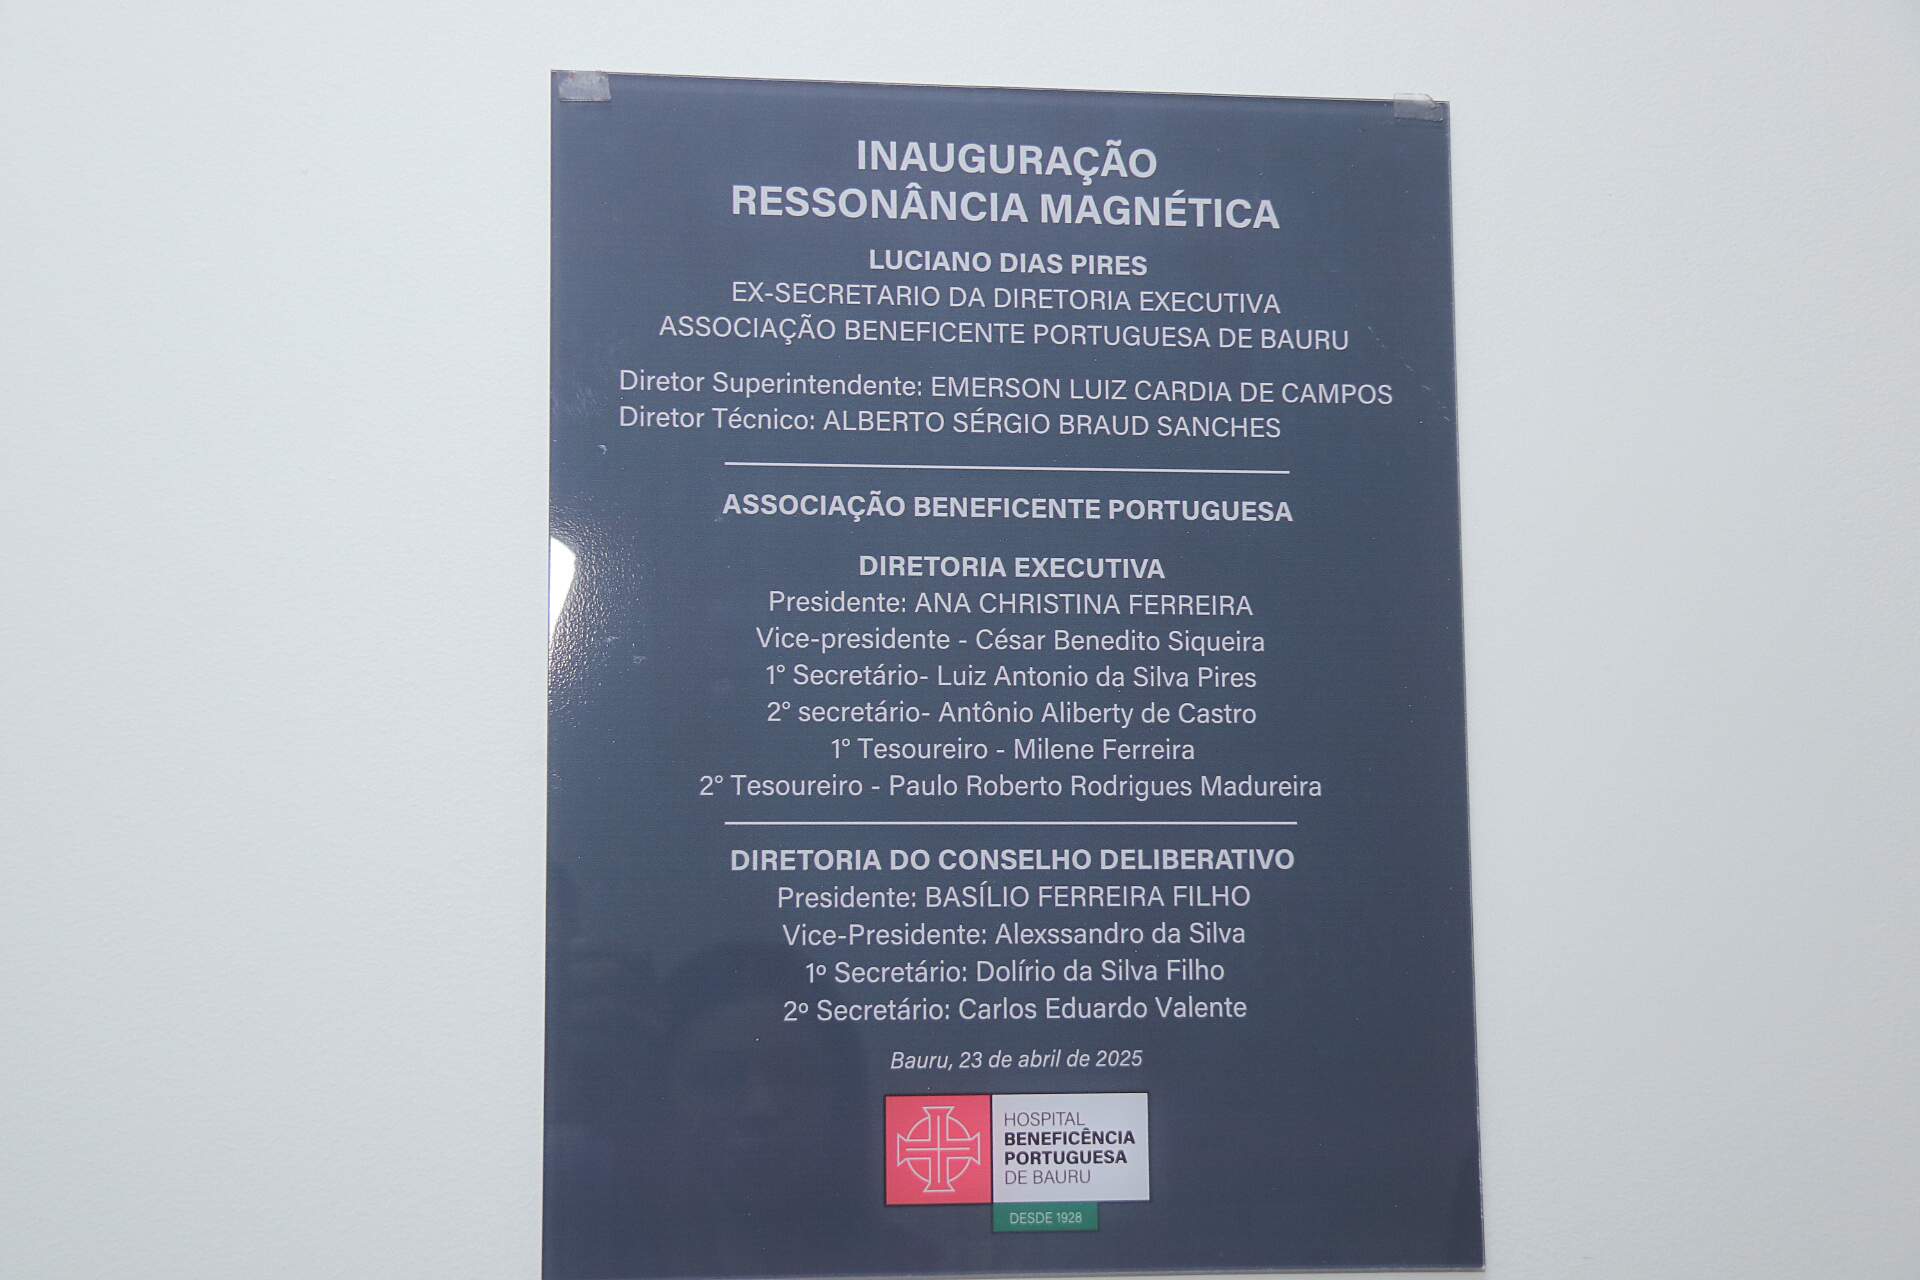 INAUGURAÇÃO
RESSONÂNCIA MAGNÉTICA
LUCIANO DIAS PIRES
EX-SECRETARIO DA DIRETORIA EXECUTIVA
ASSOCIAÇÃO BENEFICENTE PORTUGUESA DE BAURU
Diretor Superintendente: EMERSON LUIZ CARDIA DE CAMPOS
Diretor Técnico: ALBERTO SÉRGIO BRAUD SANCHES
ASSOCIAÇÃO BENEFICENTE PORTUGUESA
DIRETORIA EXECUTIVA
Presidente: ANA CHRISTINA FERREIRA
Vice-presidente - César Benedito Siqueira
1° Secretário- Luiz Antonio da Silva Pires
2° secretário- Antônio Aliberty de Castro
1° Tesoureiro - Milene Ferreira
2° Tesoureiro - Paulo Roberto Rodrigues Madureira
DIRETORIA DO CONSELHO DELIBERATIVO
Presidente: BASÍLIO FERREIRA FILHO
Vice-Presidente: Alexssandro da Silva
1º Secretário: Dolírio da Silva Filho
2º Secretário: Carlos Eduardo Valente
Bauru, 23 de abril de 2025
HOSPITAL
BENEFICÊNCIA
PORTUGUESA
DE BAURU
DESDE 1928